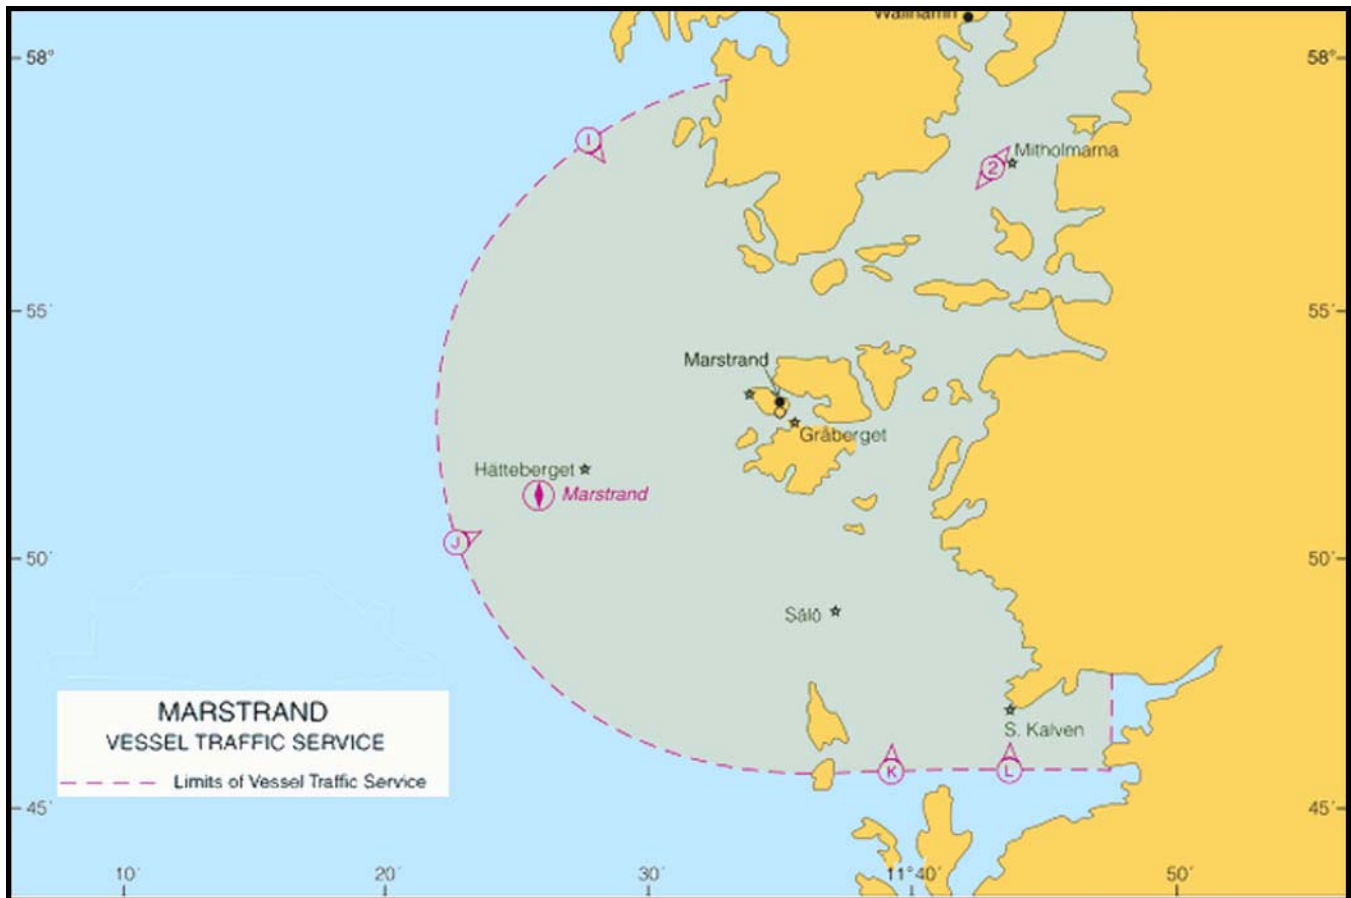 Wallhamn
58°
58°
I
Mitholmarna
2
55´
55´
Marstrand
Gråberget
Hätteberget
Marstrand
J
50´
50´
Sälö
S. Kalven
MARSTRAND
VESSEL TRAFFIC SERVICE
K
L
Limits of Vessel Traffic Service
45´
45´
10´
20´
30´
11°40´
50´